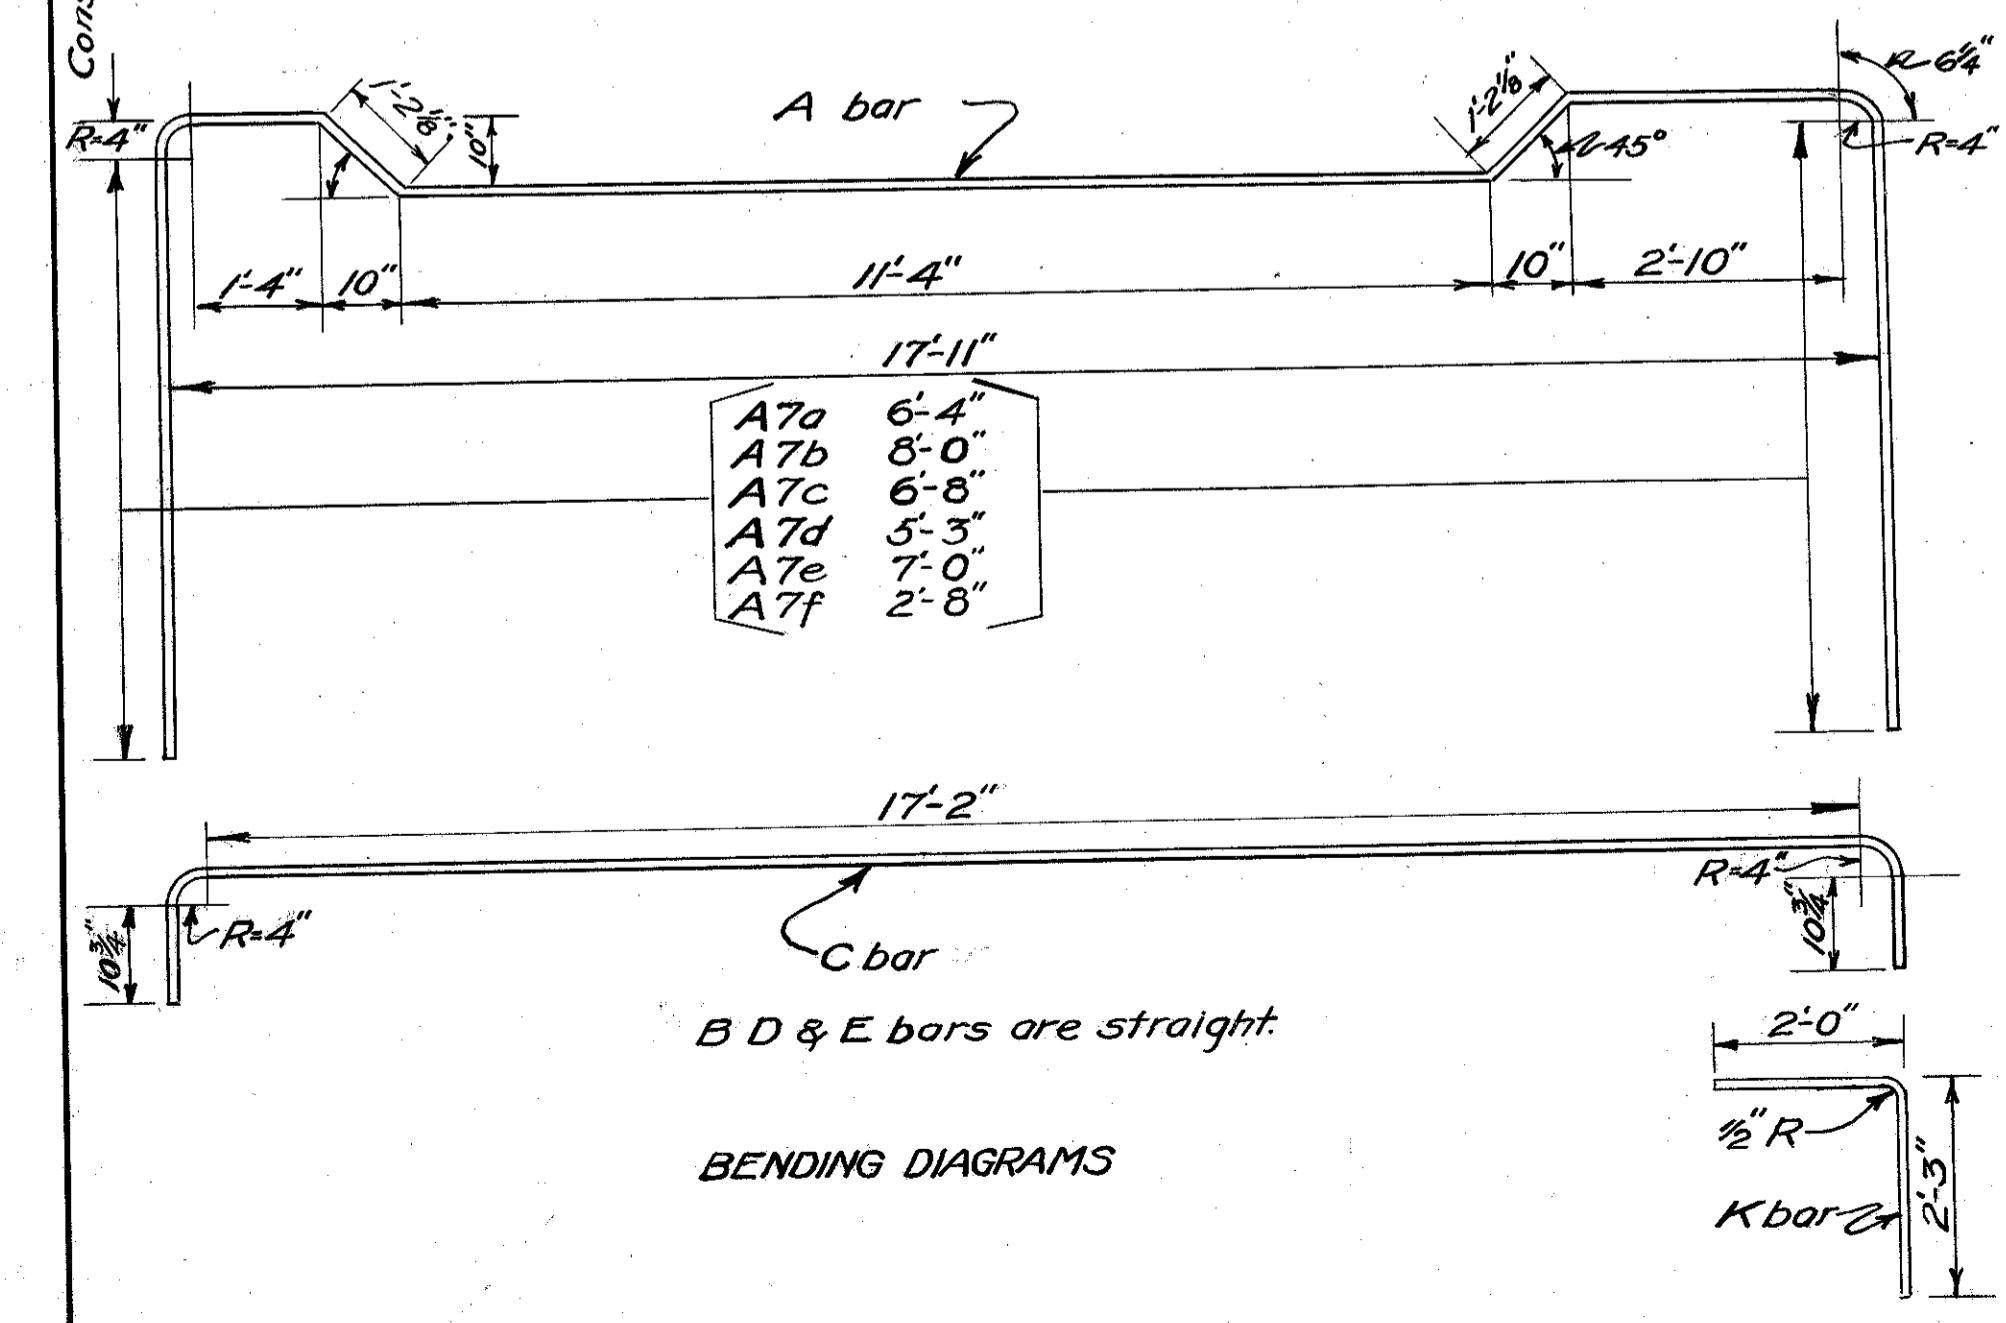 Cons
R=4"
1'-2⅛"
10"
A bar
1'-2⅛"
45°
6¼"
R=4"
1'-4"
10"
11'-4"
10"
2'-10"
17'-11"
A7a 6'-4"
A7b 8'-0"
A7c 6'-8"
A7d 5'-3"
A7e 7'-0"
A7f 2'-8"
17'-2"
R=4"
10¾"
R=4"
10¾"
C bar
B D & E bars are straight.
2'-0"
½" R
2'-3"
K bar
BENDING DIAGRAMS